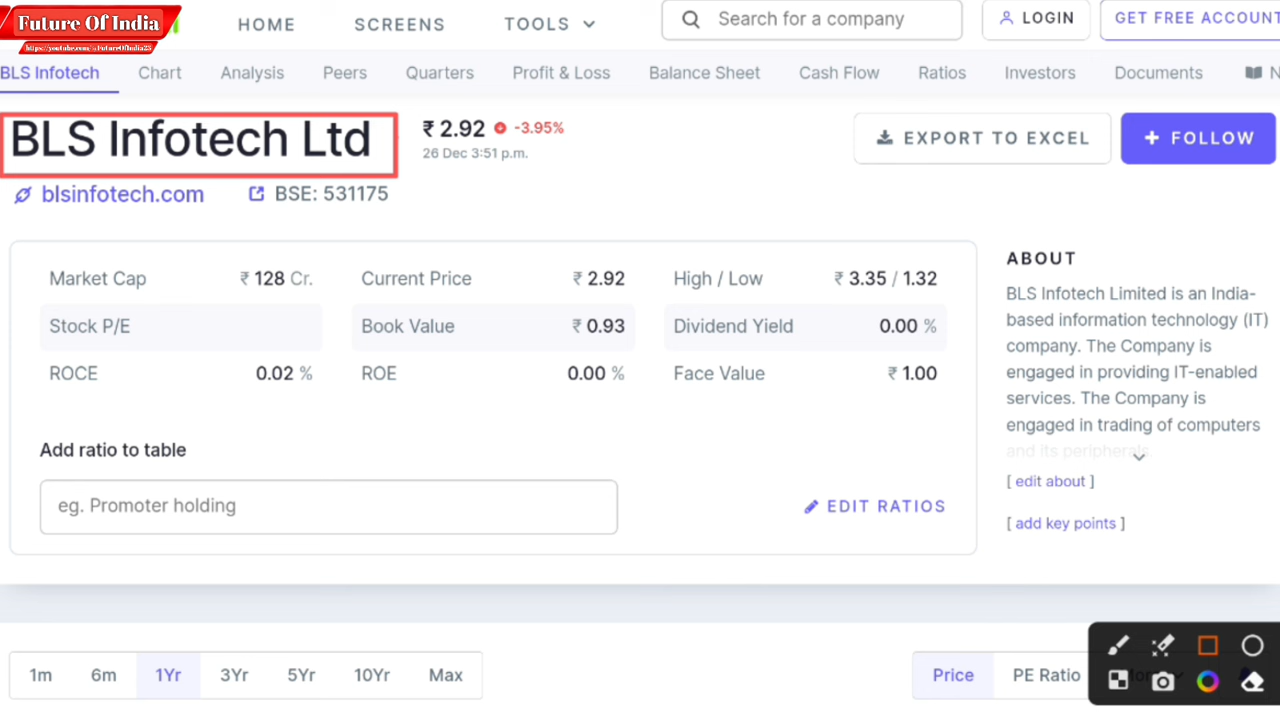 Future Of India
https://youtube.com/@FutureOfIndia23
HOME
SCREENS
TOOLS
Search for a company
LOGIN
GET FREE ACCOUNT
BLS Infotech
Chart
Analysis
Peers
Quarters
Profit & Loss
Balance Sheet
Cash Flow
Ratios
Investors
Documents
N
BLS Infotech Ltd
₹ 2.92
-3.95%
26 Dec 3:51 p.m.
EXPORT TO EXCEL
+ FOLLOW
blsinfotech.com
BSE: 531175
Market Cap ₹ 128 Cr.
Current Price ₹ 2.92
High / Low ₹ 3.35 / 1.32
Stock P/E
Book Value ₹ 0.93
Dividend Yield 0.00 %
ROCE 0.02 %
ROE 0.00 %
Face Value ₹ 1.00
Add ratio to table
eg. Promoter holding
EDIT RATIOS
ABOUT
BLS Infotech Limited is an India-
based information technology (IT)
company. The Company is
engaged in providing IT-enabled
services. The Company is
engaged in trading of computers
and its peripherals.
[ edit about ]
[ add key points ]
1m
6m
1Yr
3Yr
5Yr
10Yr
Max
Price
PE Ratio